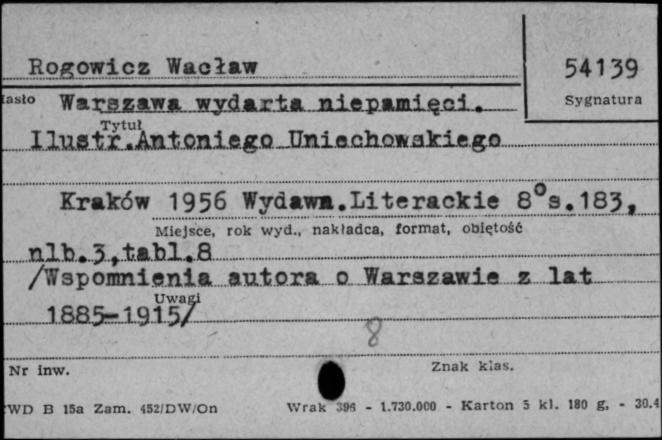 Rogowicz Wacław
54139
Sygnatura
Hasło
Warszawa wydarta niepamięci.
Tytuł
Ilustr.Antoniego Uniechowskiego
Kraków 1956 Wydawn.Literackie 8° s.183,
Miejsce, rok wyd., nakładca, format, objętość
nlb.3,tabl.8
/Wspomnienia autora o Warszawie z lat
Uwagi
1885-1915/
8
Nr inw.
Znak klas.
CWD B 15a Zam. 452/DW/On
Wrak 396 - 1.730.000 - Karton 5 kl. 180 g. - 30.4